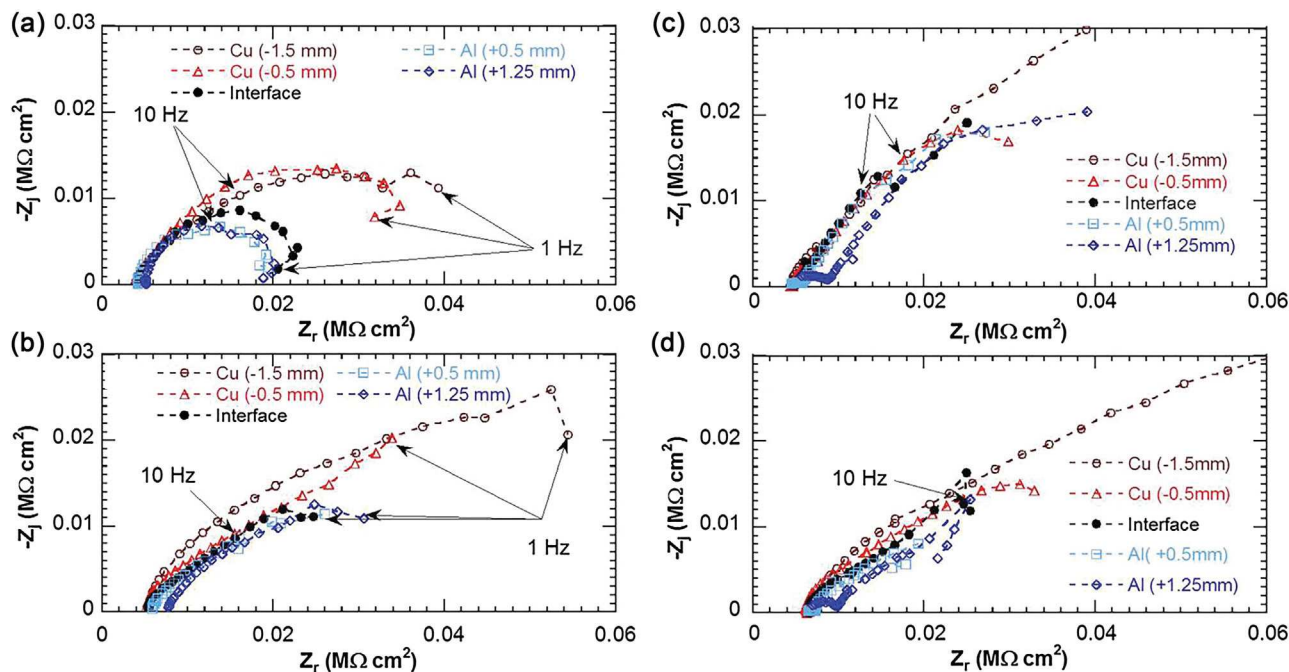 (a)
0.03
0.02
0.01
0
-Zj (MΩ cm²)
Cu (-1.5 mm)
Al (+0.5 mm)
Cu (-0.5 mm)
Al (+1.25 mm)
Interface
10 Hz
1 Hz
0
0.02
0.04
0.06
Zr (MΩ cm²)
(c)
0.03
0.02
0.01
0
-Zj (MΩ cm²)
10 Hz
Cu (-1.5mm)
Cu (-0.5mm)
Interface
Al (+0.5mm)
Al (+1.25mm)
0
0.02
0.04
0.06
Zr (MΩ cm²)
(b)
0.03
0.02
0.01
0
-Zj (MΩ cm²)
Cu (-1.5 mm)
Al (+0.5 mm)
Cu (-0.5 mm)
Al (+1.25 mm)
Interface
10 Hz
1 Hz
0
0.02
0.04
0.06
Zr (MΩ cm²)
(d)
0.03
0.02
0.01
0
-Zj (MΩ cm²)
10 Hz
Cu (-1.5mm)
Cu (-0.5mm)
Interface
Al( +0.5mm)
Al (+1.25mm)
0
0.02
0.04
0.06
Zr (MΩ cm²)